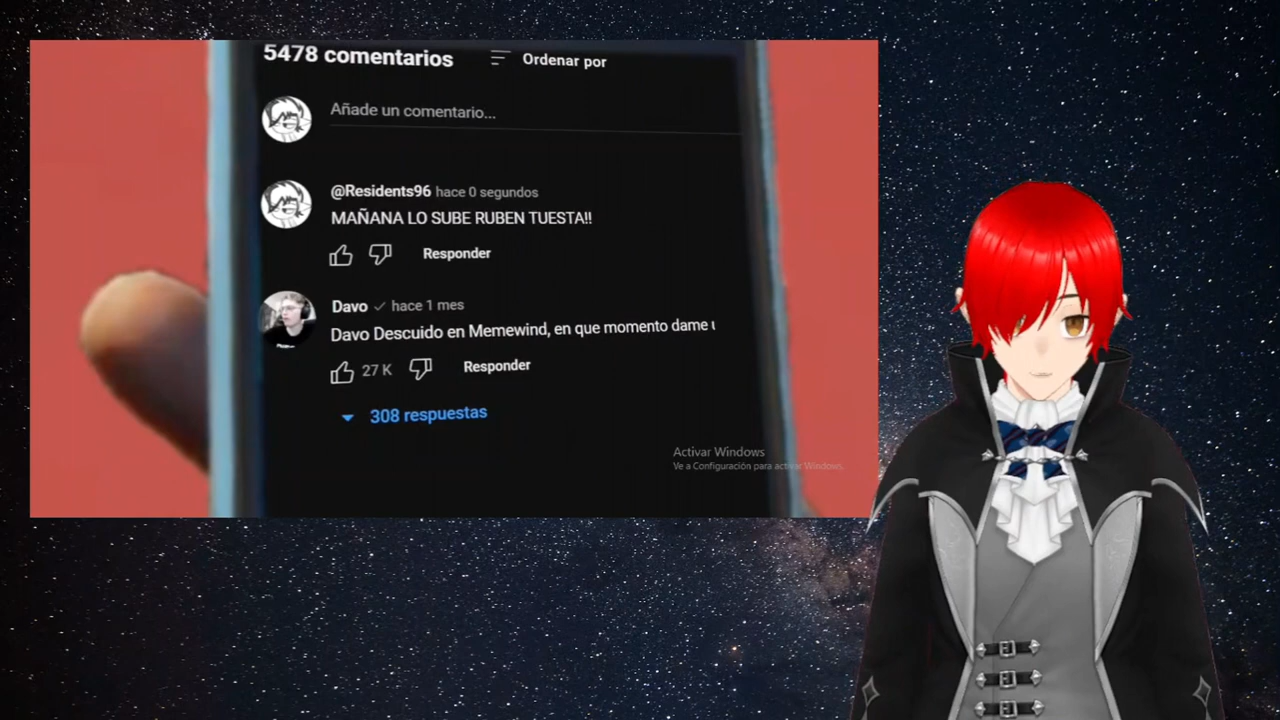 5478 comentarios
Ordenar por
Añade un comentario...
@Residents96 hace 0 segundos
MAÑANA LO SUBE RUBEN TUESTA!!
Responder
Davo hace 1 mes
Davo Descuido en Memewind, en que momento dame
27 K
Responder
308 respuestas
Activar Windows
Ve a Configuración para activar Windows.